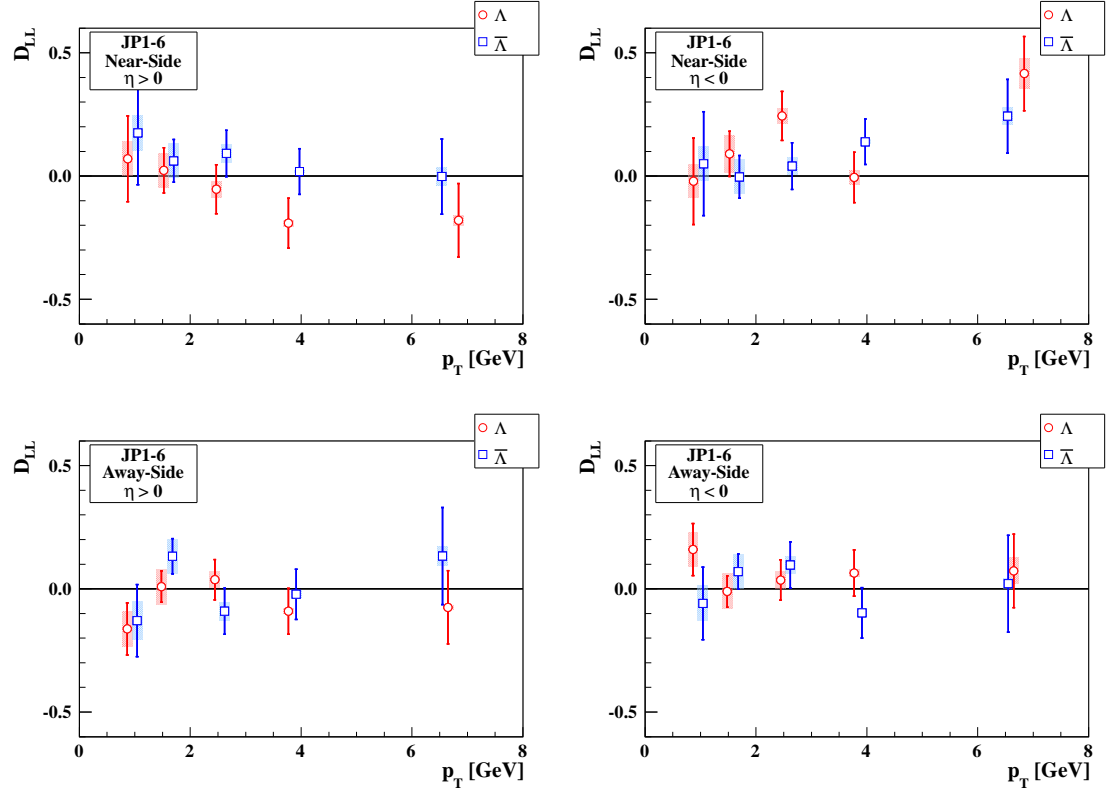 D_LL
0.5
0.0
-0.5
JP1-6
Near-Side
η > 0
Λ
Λ̅
0 2 4 6 8
p_T [GeV]
D_LL
0.5
0.0
-0.5
JP1-6
Near-Side
η < 0
Λ
Λ̅
0 2 4 6 8
p_T [GeV]
D_LL
0.5
0.0
-0.5
JP1-6
Away-Side
η > 0
Λ
Λ̅
0 2 4 6 8
p_T [GeV]
D_LL
0.5
0.0
-0.5
JP1-6
Away-Side
η < 0
Λ
Λ̅
0 2 4 6 8
p_T [GeV]